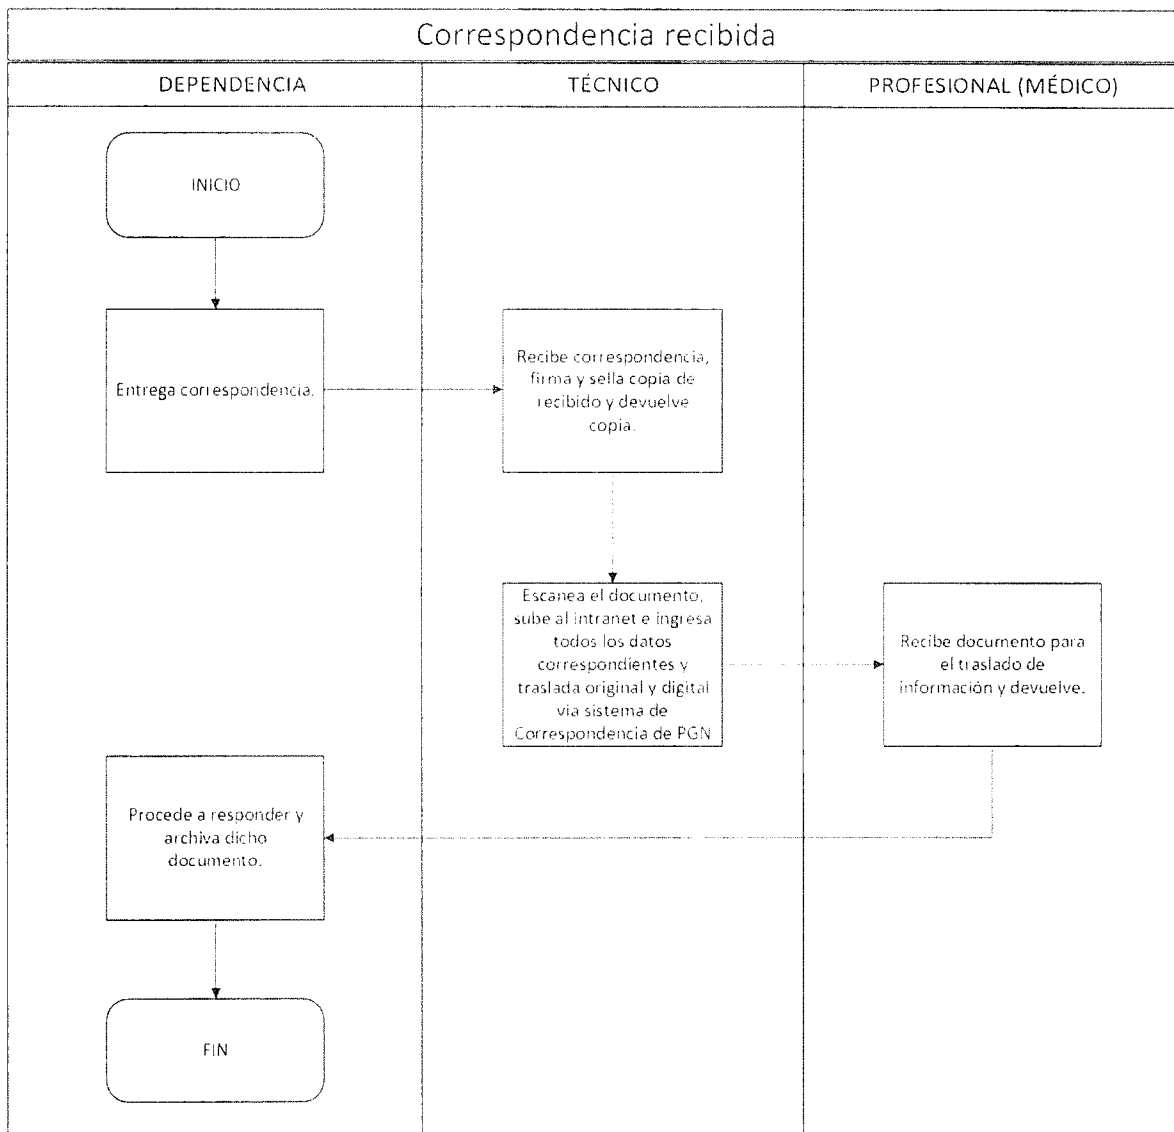 Correspondencia recibida
DEPENDENCIA
TÉCNICO
PROFESIONAL (MÉDICO)
INICIO
Entrega correspondencia.
Recibe correspondencia,
firma y sella copia de
recibido y devuelve
copia.
Escanea el documento,
sube al intranet e ingresa
todos los datos
correspondientes y
traslada original y digital
via sistema de
Correspondencia de PGN
Recibe documento para
el traslado de
información y devuelve.
Procede a responder y
archiva dicho
documento.
FIN